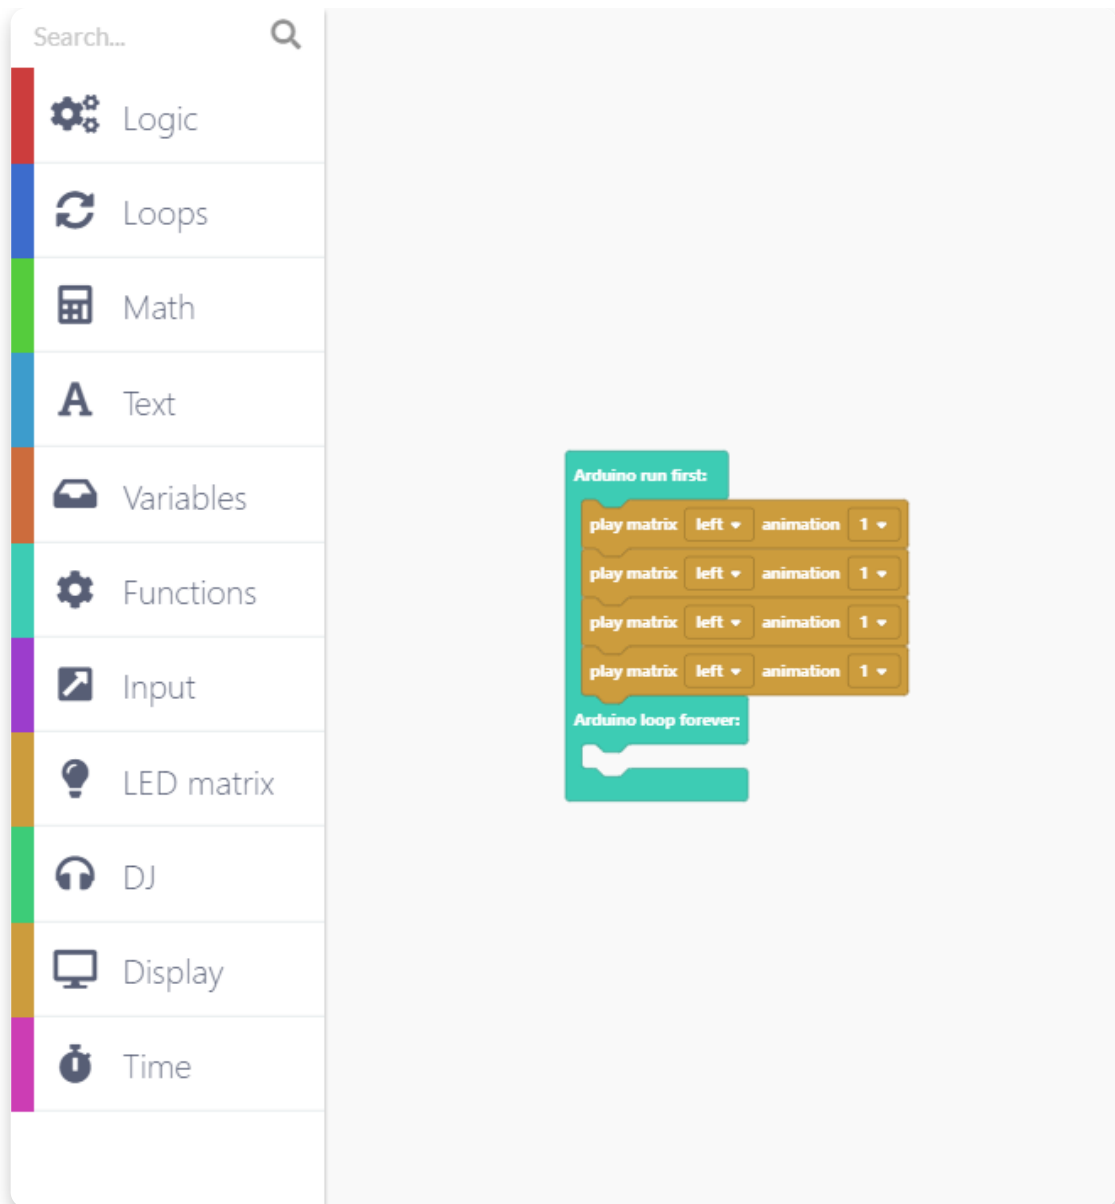 Search...
Logic
Loops
Math
Text
Variables
Functions
Input
LED matrix
DJ
Display
Time
Arduino run first:
play matrix left animation 1
play matrix left animation 1
play matrix left animation 1
play matrix left animation 1
Arduino loop forever: